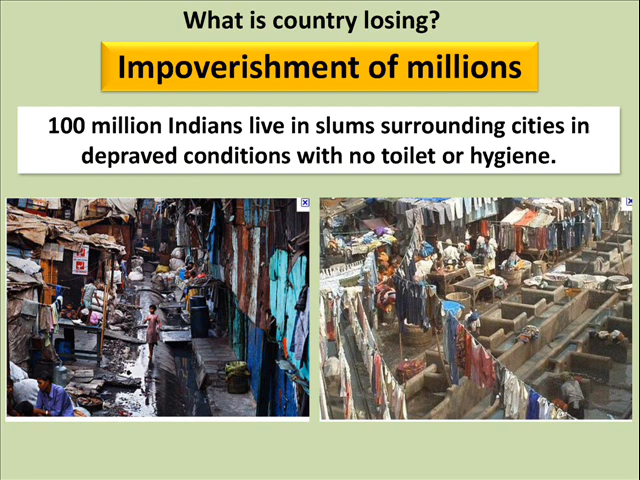 What is country losing?
Impoverishment of millions
100 million Indians live in slums surrounding cities in
depraved conditions with no toilet or hygiene.